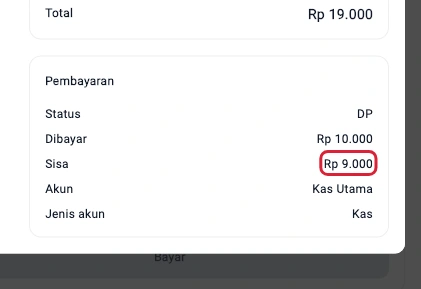 Total Rp 19.000
Pembayaran
Status DP
Dibayar Rp 10.000
Sisa Rp 9.000
Akun Kas Utama
Jenis akun Kas
Bayar